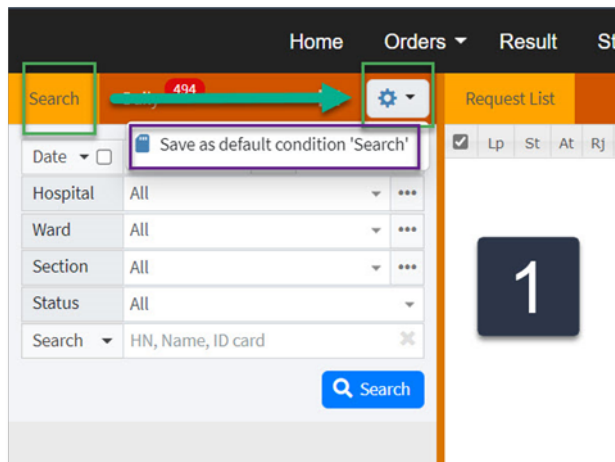 Home Orders Result St
Search 494 Request List
Save as default condition 'Search'
Lp St At Rj
Date
Hospital All
Ward All
Section All
Status All
Search HN, Name, ID card
Search
1